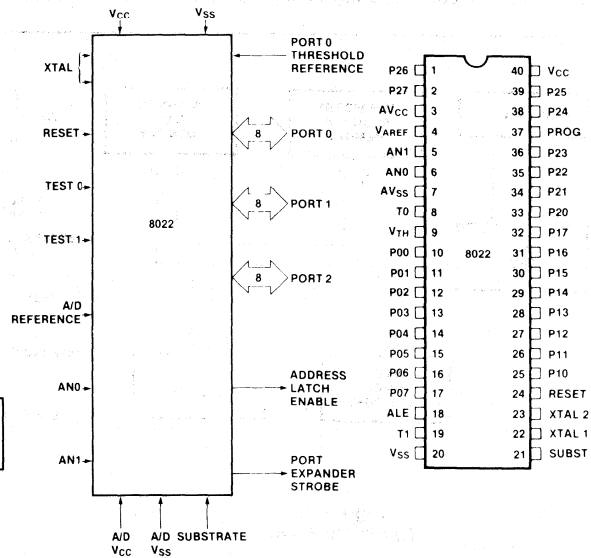 VCC VSS
XTAL
PORT 0
THRESHOLD
REFERENCE
RESET
8 PORT 0
TEST 0
8 PORT 1
8022
TEST 1
8 PORT 2
A/D
REFERENCE
AN0
ADDRESS
LATCH
ENABLE
AN1
PORT
EXPANDER
STROBE
A/D
VCC
A/D
VSS
SUBSTRATE
P26 1 40 VCC
P27 2 39 P25
AVCC 3 38 P24
VAREF 4 37 PROG
AN1 5 36 P23
AN0 6 35 P22
AVSS 7 34 P21
T0 8 33 P20
VTH 9 32 P17
P00 10 8022 31 P16
P01 11 30 P15
P02 12 29 P14
P03 13 28 P13
P04 14 27 P12
P05 15 26 P11
P06 16 25 P10
P07 17 24 RESET
ALE 18 23 XTAL 2
T1 19 22 XTAL 1
VSS 20 21 SUBST